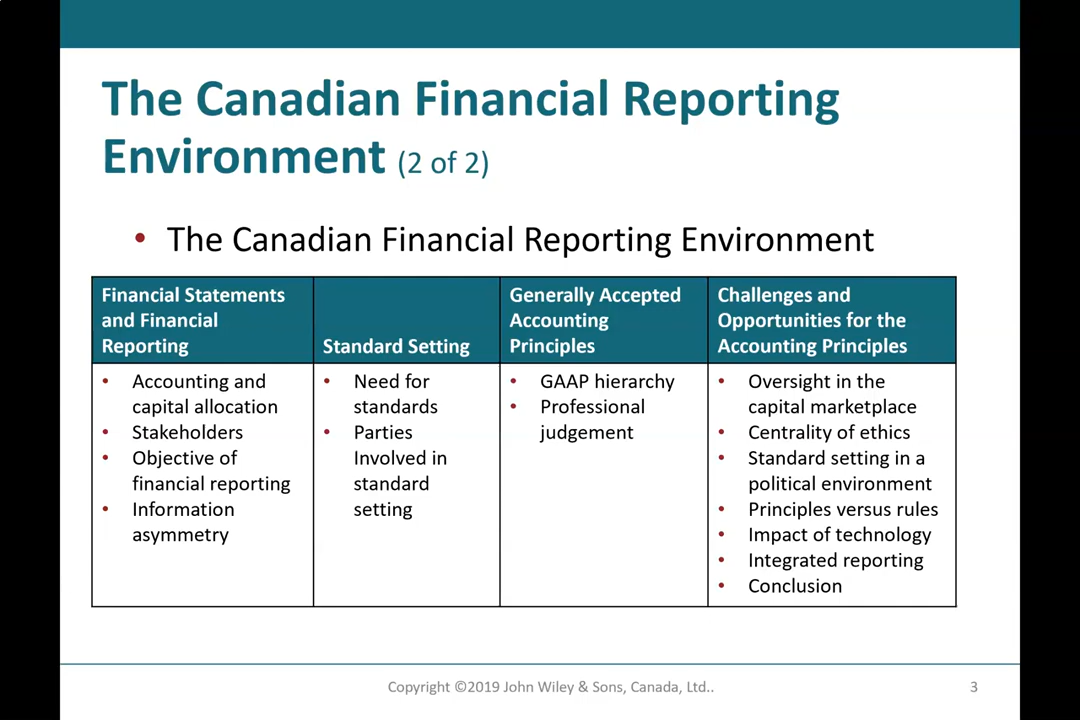 The Canadian Financial Reporting
Environment (2 of 2)
• The Canadian Financial Reporting Environment
Financial Statements
and Financial
Reporting
Standard Setting
Generally Accepted
Accounting
Principles
Challenges and
Opportunities for the
Accounting Principles
• Accounting and
capital allocation
• Stakeholders
• Objective of
financial reporting
• Information
asymmetry
• Need for
standards
• Parties
Involved in
standard
setting
• GAAP hierarchy
• Professional
judgement
• Oversight in the
capital marketplace
• Centrality of ethics
• Standard setting in a
political environment
• Principles versus rules
• Impact of technology
• Integrated reporting
• Conclusion
Copyright ©2019 John Wiley & Sons, Canada, Ltd..
3